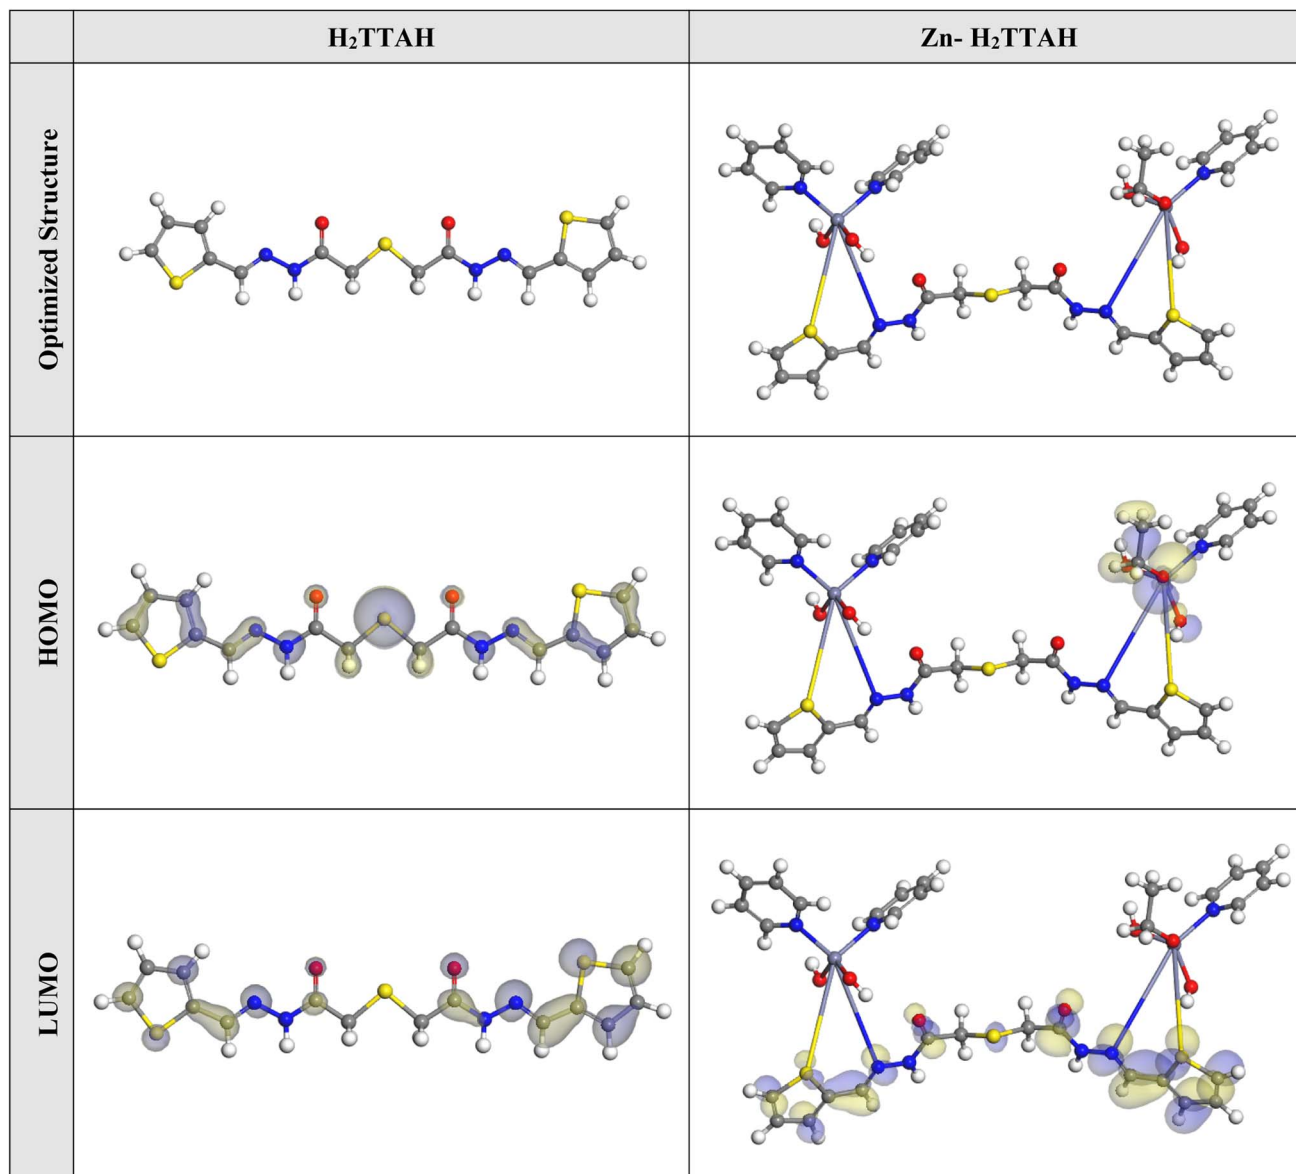 H₂TTAH
Zn- H₂TTAH
Optimized Structure
HOMO
LUMO